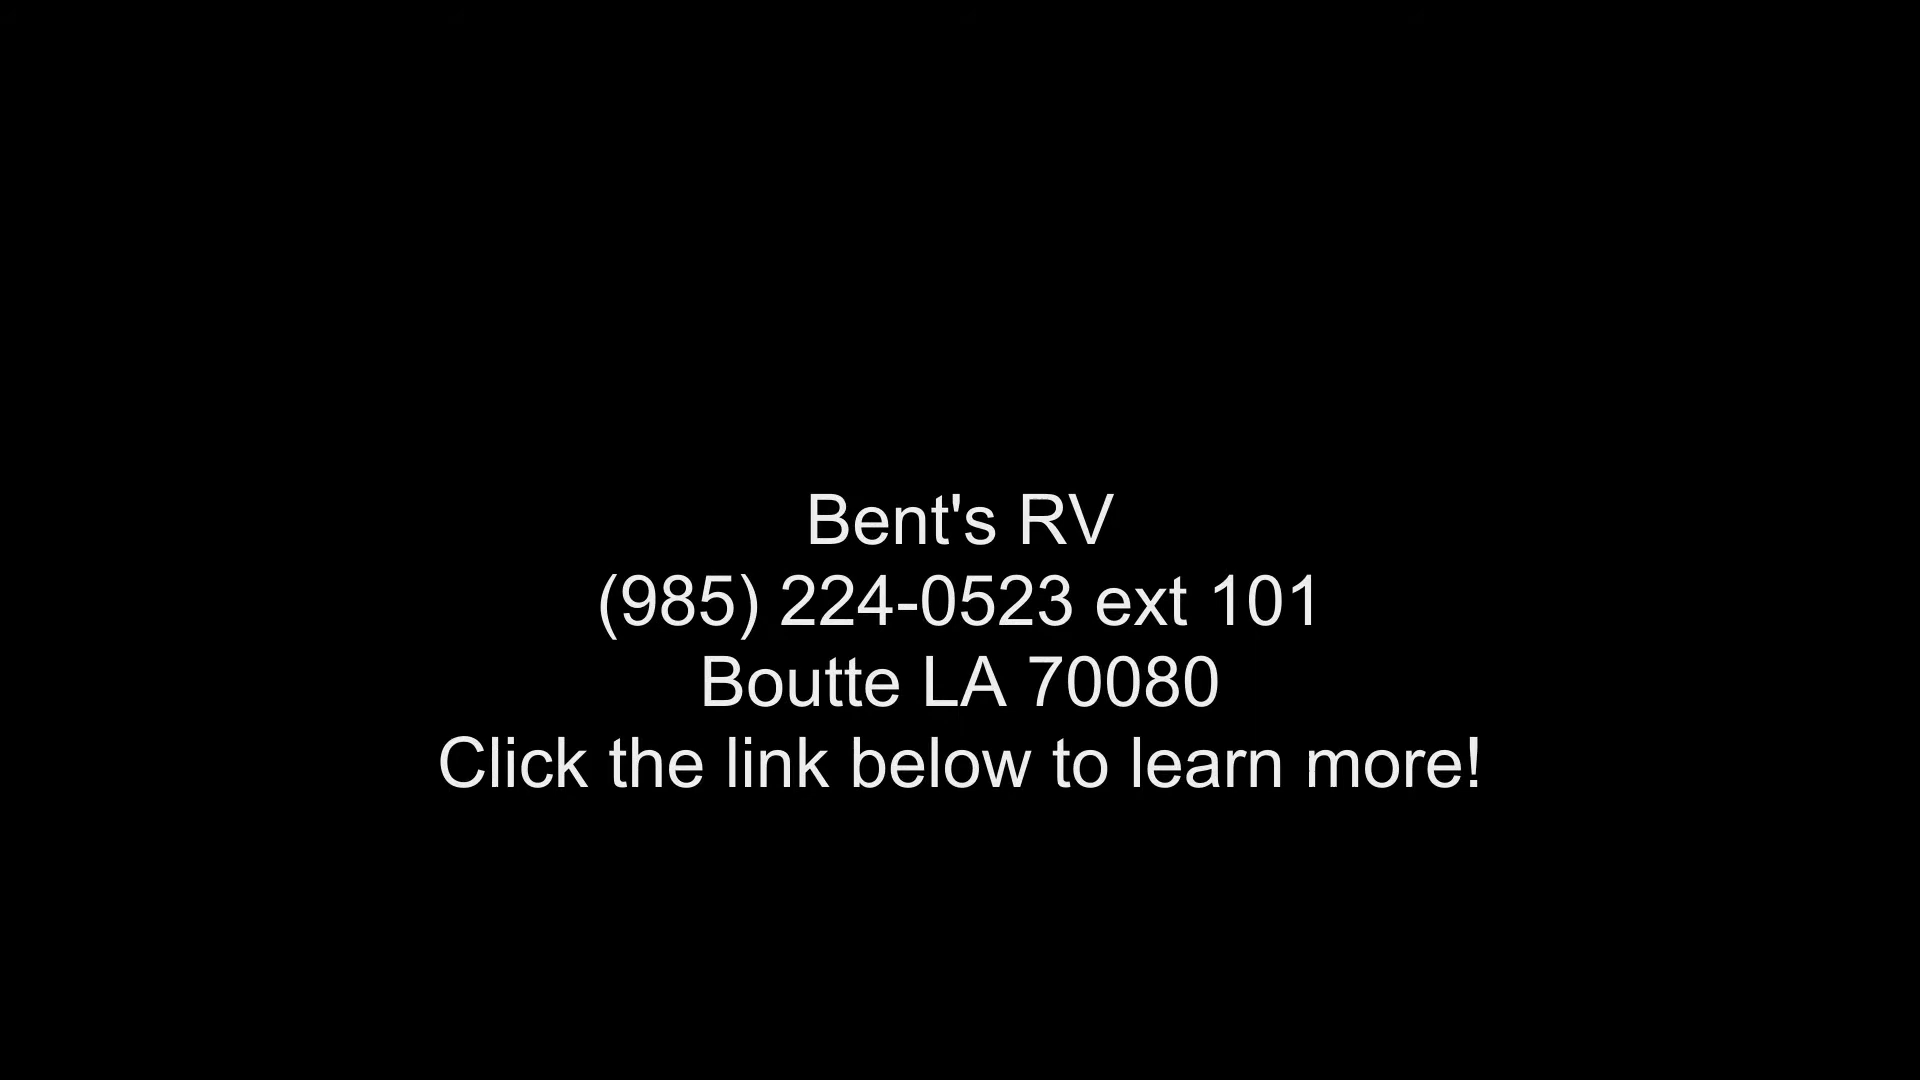 Bent's RV
(985) 224-0523 ext 101
Boutte LA 70080
Click the link below to learn more!